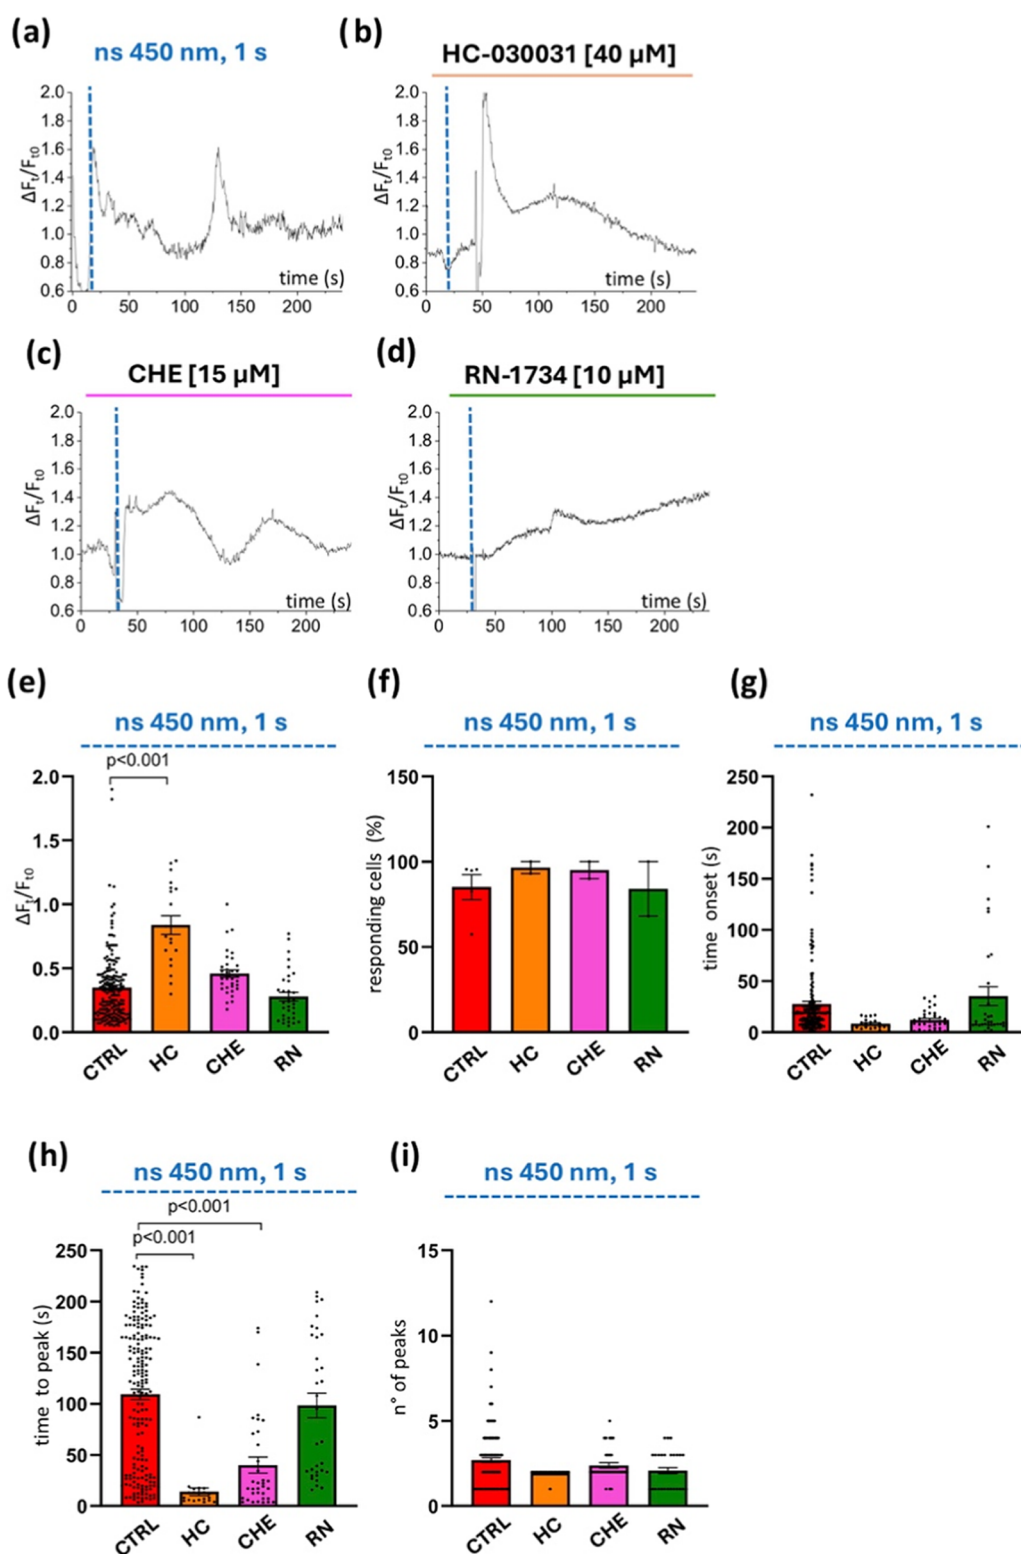 (a)
ns 450 nm, 1 s
2.0
1.8
1.6
1.4
1.2
1.0
0.8
0.6
ΔFt/Ft0
time (s)
0 50 100 150 200
(b)
HC-030031 [40 µM]
2.0
1.8
1.6
1.4
1.2
1.0
0.8
0.6
ΔFt/Ft0
time (s)
0 50 100 150 200
(c)
CHE [15 µM]
2.0
1.8
1.6
1.4
1.2
1.0
0.8
0.6
ΔFt/Ft0
time (s)
0 50 100 150 200
(d)
RN-1734 [10 µM]
2.0
1.8
1.6
1.4
1.2
1.0
0.8
0.6
ΔFt/Ft0
time (s)
0 50 100 150 200
(e)
ns 450 nm, 1 s
p<0.001
2.0
1.5
1.0
0.5
0.0
ΔFt/Ft0
CTRL HC CHE RN
(f)
ns 450 nm, 1 s
150
100
50
0
responding cells (%)
CTRL HC CHE RN
(g)
ns 450 nm, 1 s
250
200
150
100
50
0
time onset (s)
CTRL HC CHE RN
(h)
ns 450 nm, 1 s
p<0.001
p<0.001
250
200
150
100
50
0
time to peak (s)
CTRL HC CHE RN
(i)
ns 450 nm, 1 s
15
10
5
0
n° of peaks
CTRL HC CHE RN